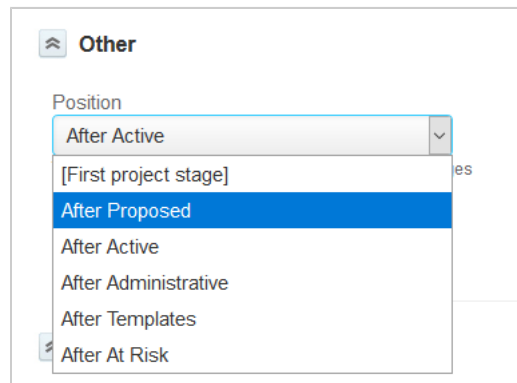 Other
Position
After Active
[First project stage]
After Proposed
After Active
After Administrative
After Templates
After At Risk